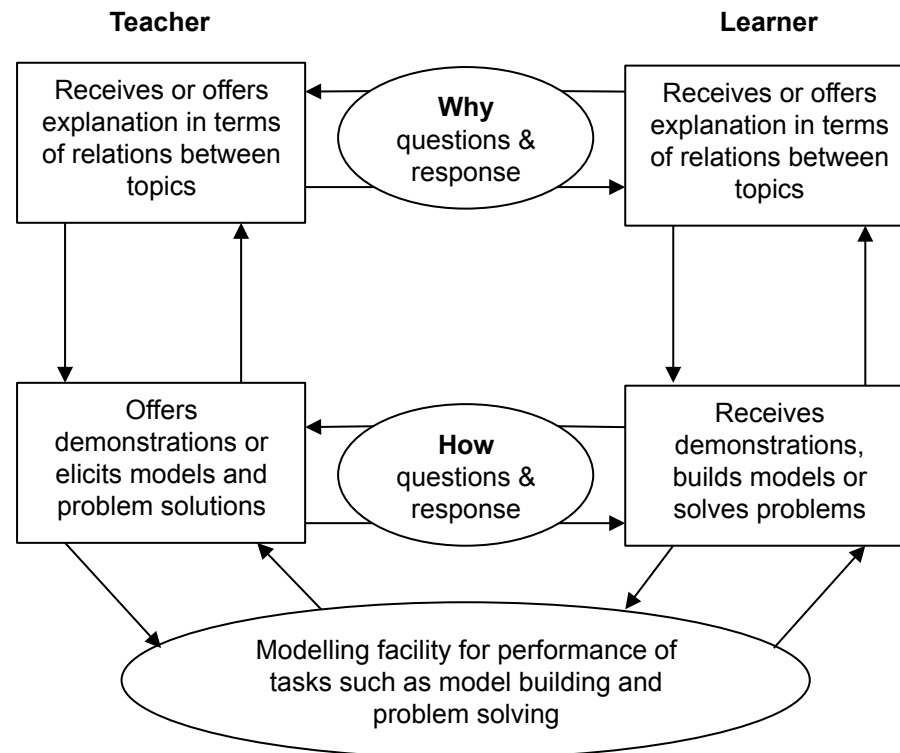 Teacher
Learner
Receives or offers
explanation in terms
of relations between
topics
Why
questions &
response
Receives or offers
explanation in terms
of relations between
topics
Offers
demonstrations or
elicits models and
problem solutions
How
questions &
response
Receives
demonstrations,
builds models or
solves problems
Modelling facility for performance of
tasks such as model building and
problem solving